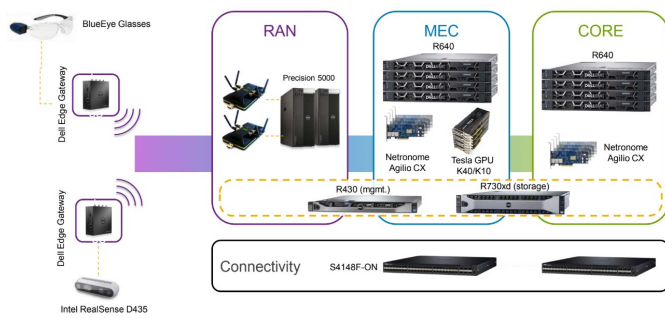 BlueEye Glasses
Dell Edge Gateway
Dell Edge Gateway
Intel RealSense D435
RAN
Precision 5000
MEC
R640
Netronome
Agilio CX
Tesla GPU
K40/K10
CORE
R640
Netronome
Agilio CX
R430 (mgmt.)
R730xd (storage)
Connectivity
S4148F-ON